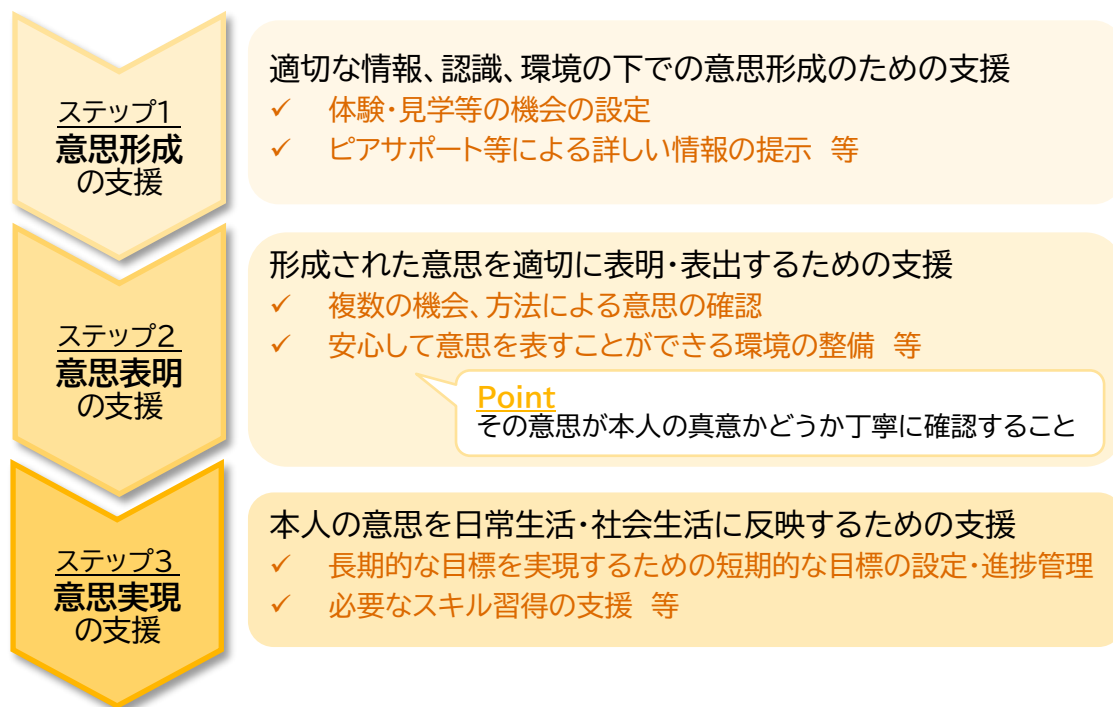 ステップ1
意思形成
の支援
適切な情報、認識、環境の下での意思形成のための支援
✓ 体験・見学等の機会の設定
✓ ピアサポート等による詳しい情報の提示 等
ステップ2
意思表明
の支援
形成された意思を適切に表明・表出するための支援
✓ 複数の機会、方法による意思の確認
✓ 安心して意思を表すことができる環境の整備 等
Point
その意思が本人の真意かどうか丁寧に確認すること
ステップ3
意思実現
の支援
本人の意思を日常生活・社会生活に反映するための支援
✓ 長期的な目標を実現するための短期的な目標の設定・進捗管理
✓ 必要なスキル習得の支援 等